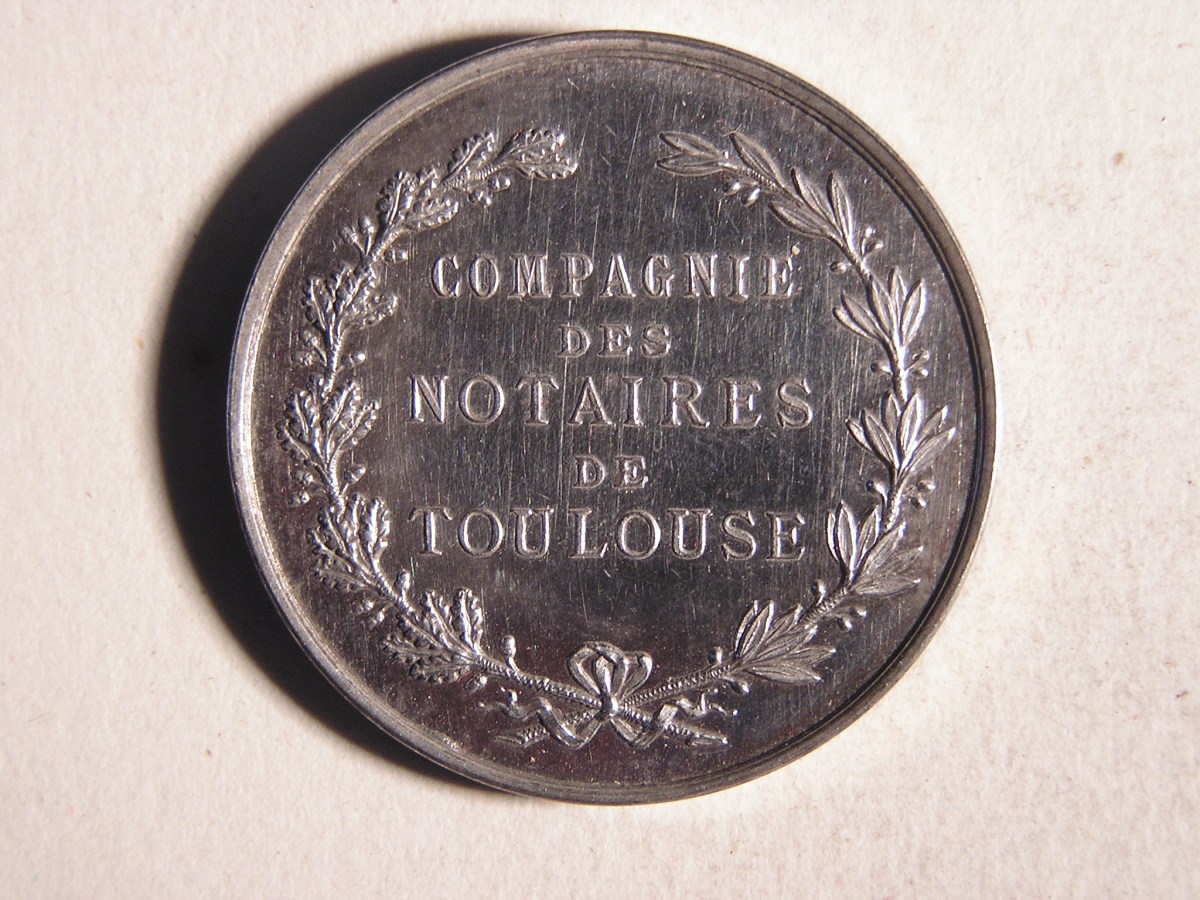 COMPAGNIE
DES
NOTAIRES
DE
TOULOUSE